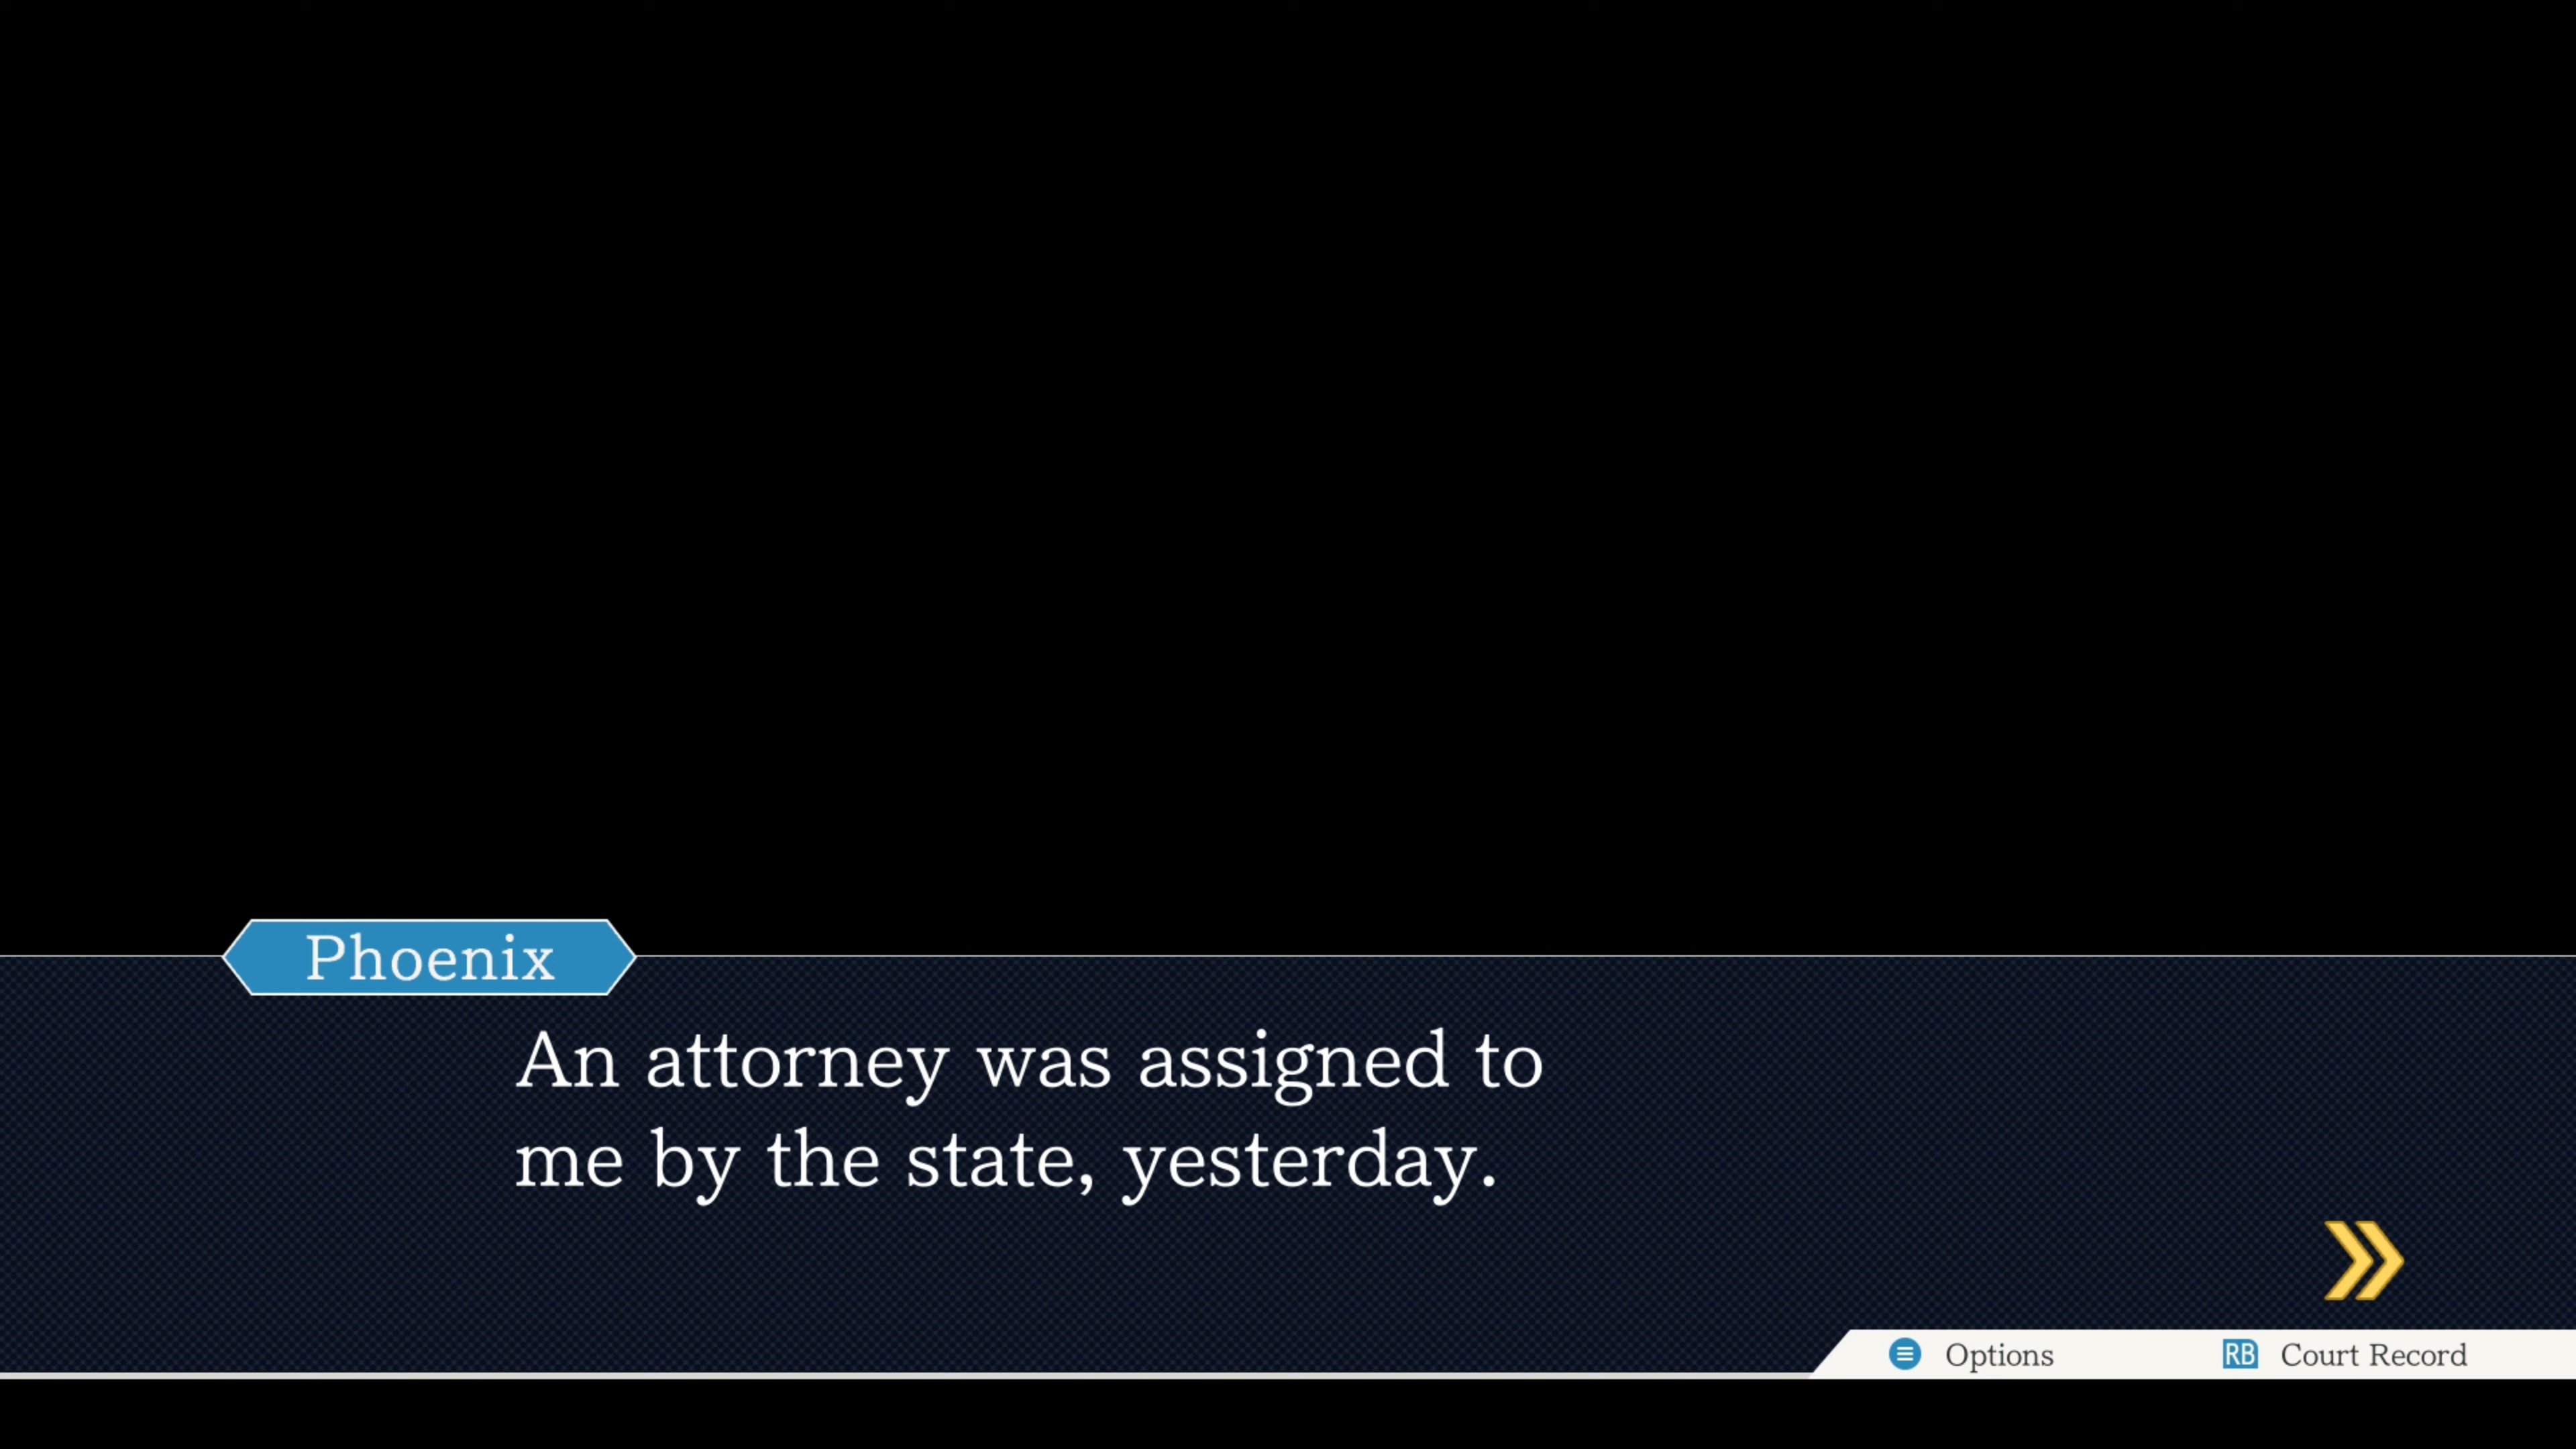 Phoenix
An attorney was assigned to
me by the state, yesterday.
Options
RB Court Record